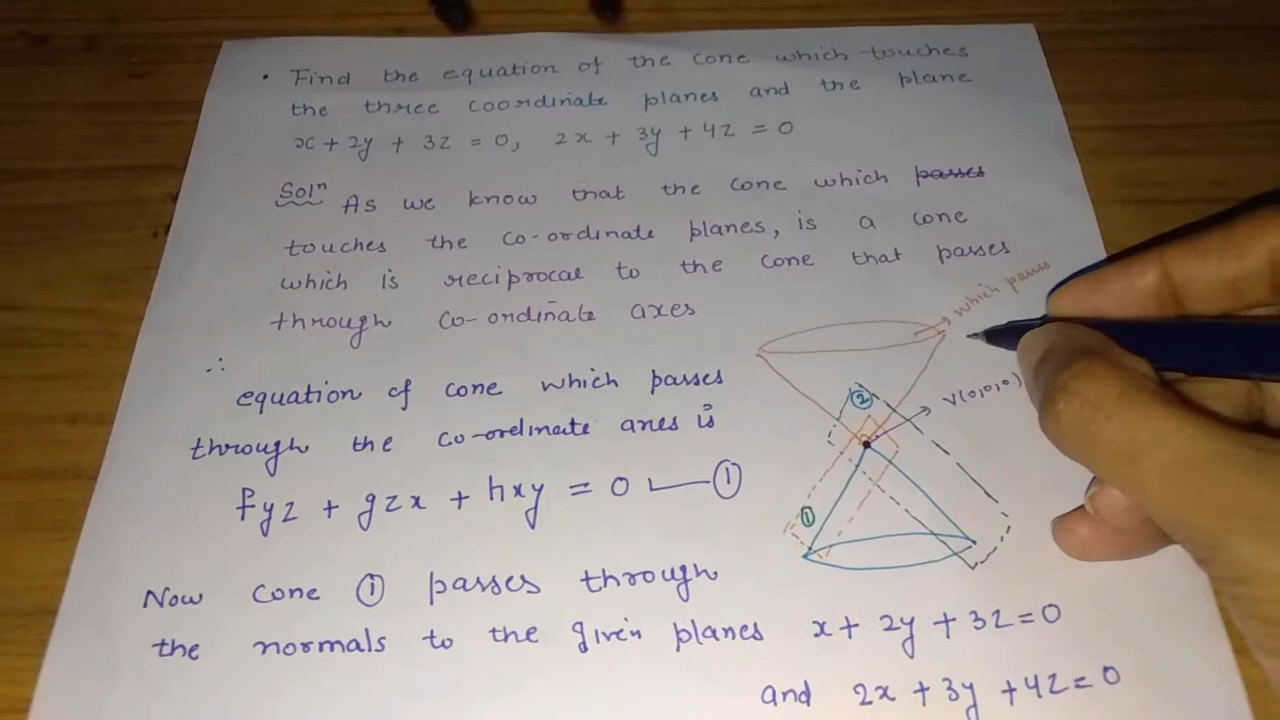 • Find the equation of the cone which touches
the three coordinate planes and the plane
x + 2y + 3z = 0, 2x + 3y + 4z = 0
Solⁿ As we know that the cone which passes
touches the co-ordinate planes, is a cone
which is reciprocal to the cone that passes
through co-ordinate axes
→ which passes
∴ equation of cone which passes
through the co-ordinate axes is
fyz + gzx + hxy = 0 — ①
②
V(0,0,0)
①
Now cone ① passes through
the normals to the given planes x + 2y + 3z = 0
and 2x + 3y + 4z = 0